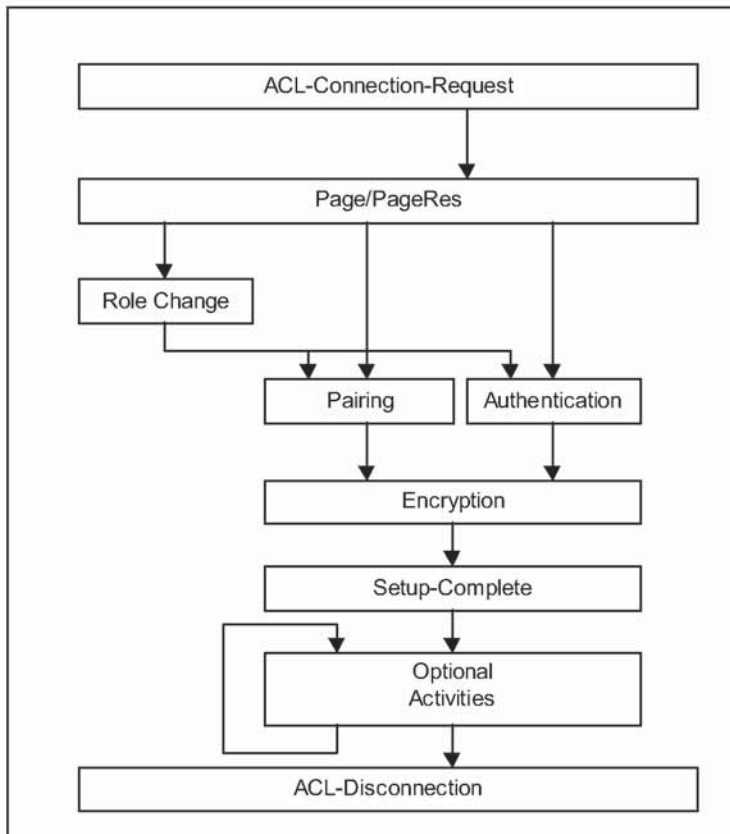 ACL-Connection-Request
Page/PageRes
Role Change
Pairing
Authentication
Encryption
Setup-Complete
Optional
Activities
ACL-Disconnection